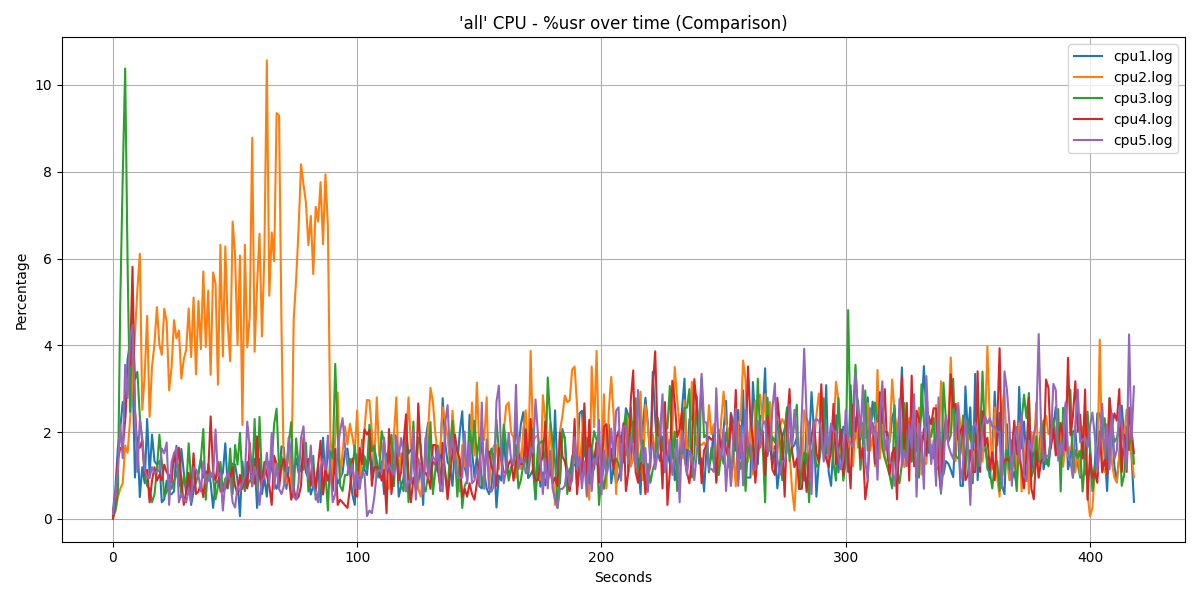 'all' CPU - %usr over time (Comparison)
cpu1.log
cpu2.log
cpu3.log
cpu4.log
cpu5.log
Percentage
10
8
6
4
2
0
0 100 200 300 400
Seconds